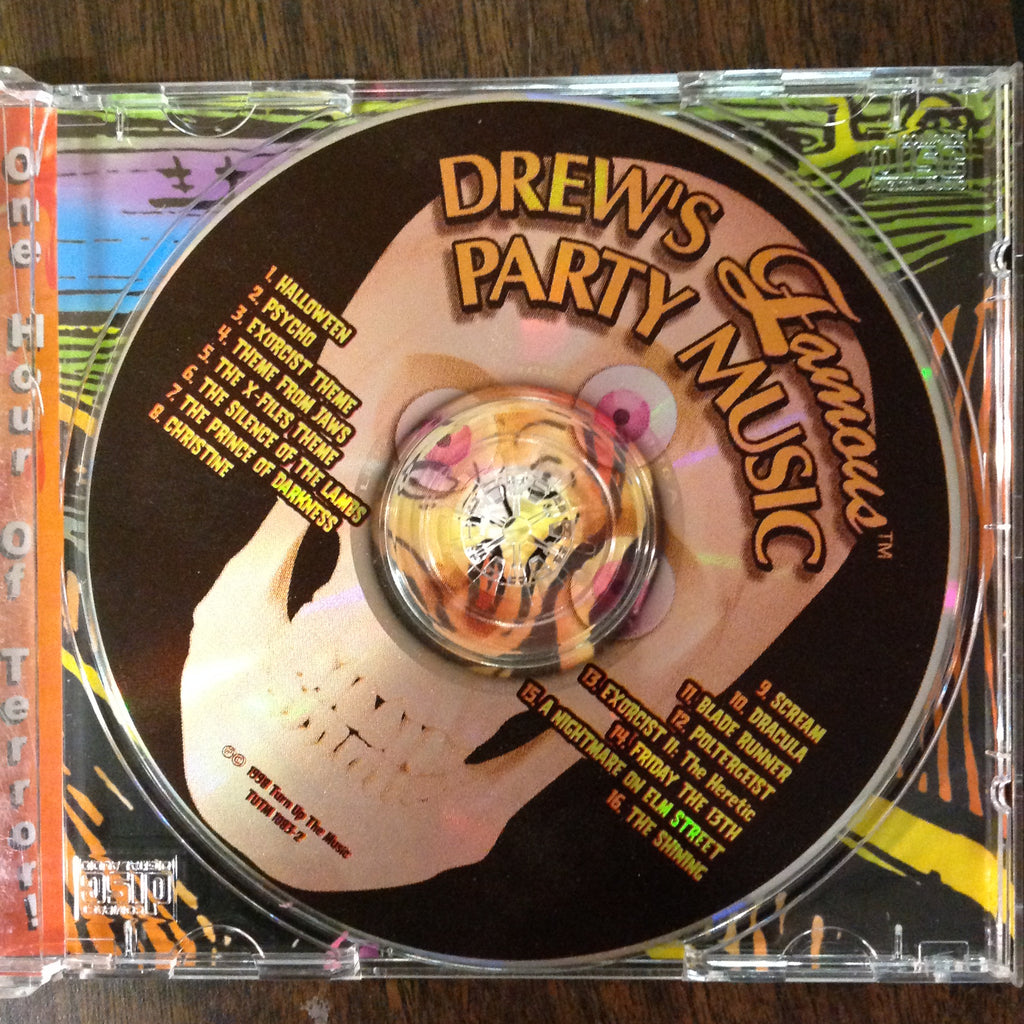 One Hour Of Terror!
DREW'S
Famous™
PARTY MUSIC
1. HALLOWEEN
2. PSYCHO
3. EXORCIST THEME
4. THEME FROM JAWS
5. THE X-FILES THEME
6. THE SILENCE OF THE LAMBS
7. THE PRINCE OF DARKNESS
8. CHRISTINE
9. SCREAM
10. DRACULA
11. BLADE RUNNER
12. POLTERGEIST
13. EXORCIST II: The Heretic
14. FRIDAY THE 13TH
15. A NIGHTMARE ON ELM STREET
16. THE SHINING
℗© 1998 Turn Up The Music